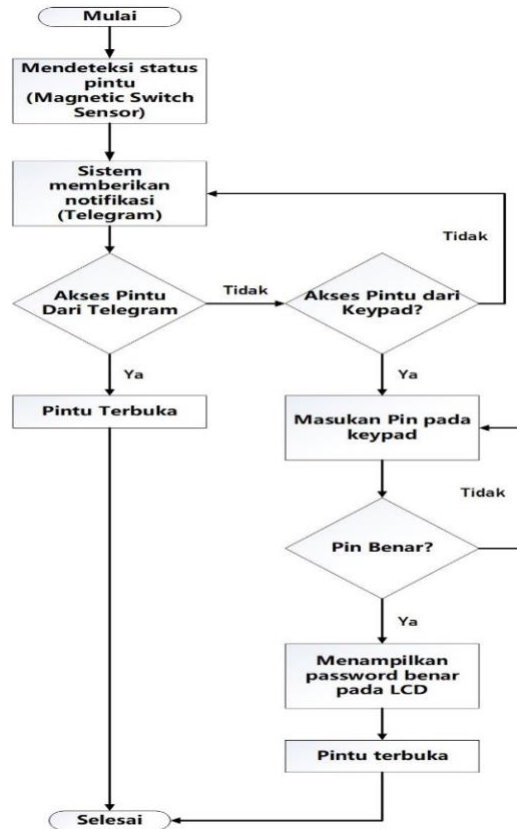 Mulai
Mendeteksi status
pintu
(Magnetic Switch
Sensor)
Sistem
memberikan
notifikasi
(Telegram)
Tidak
Akses Pintu
Dari Telegram
Tidak
Akses Pintu dari
Keypad?
Ya
Ya
Pintu Terbuka
Masukan Pin pada
keypad
Tidak
Pin Benar?
Ya
Menampilkan
password benar
pada LCD
Pintu terbuka
Selesai